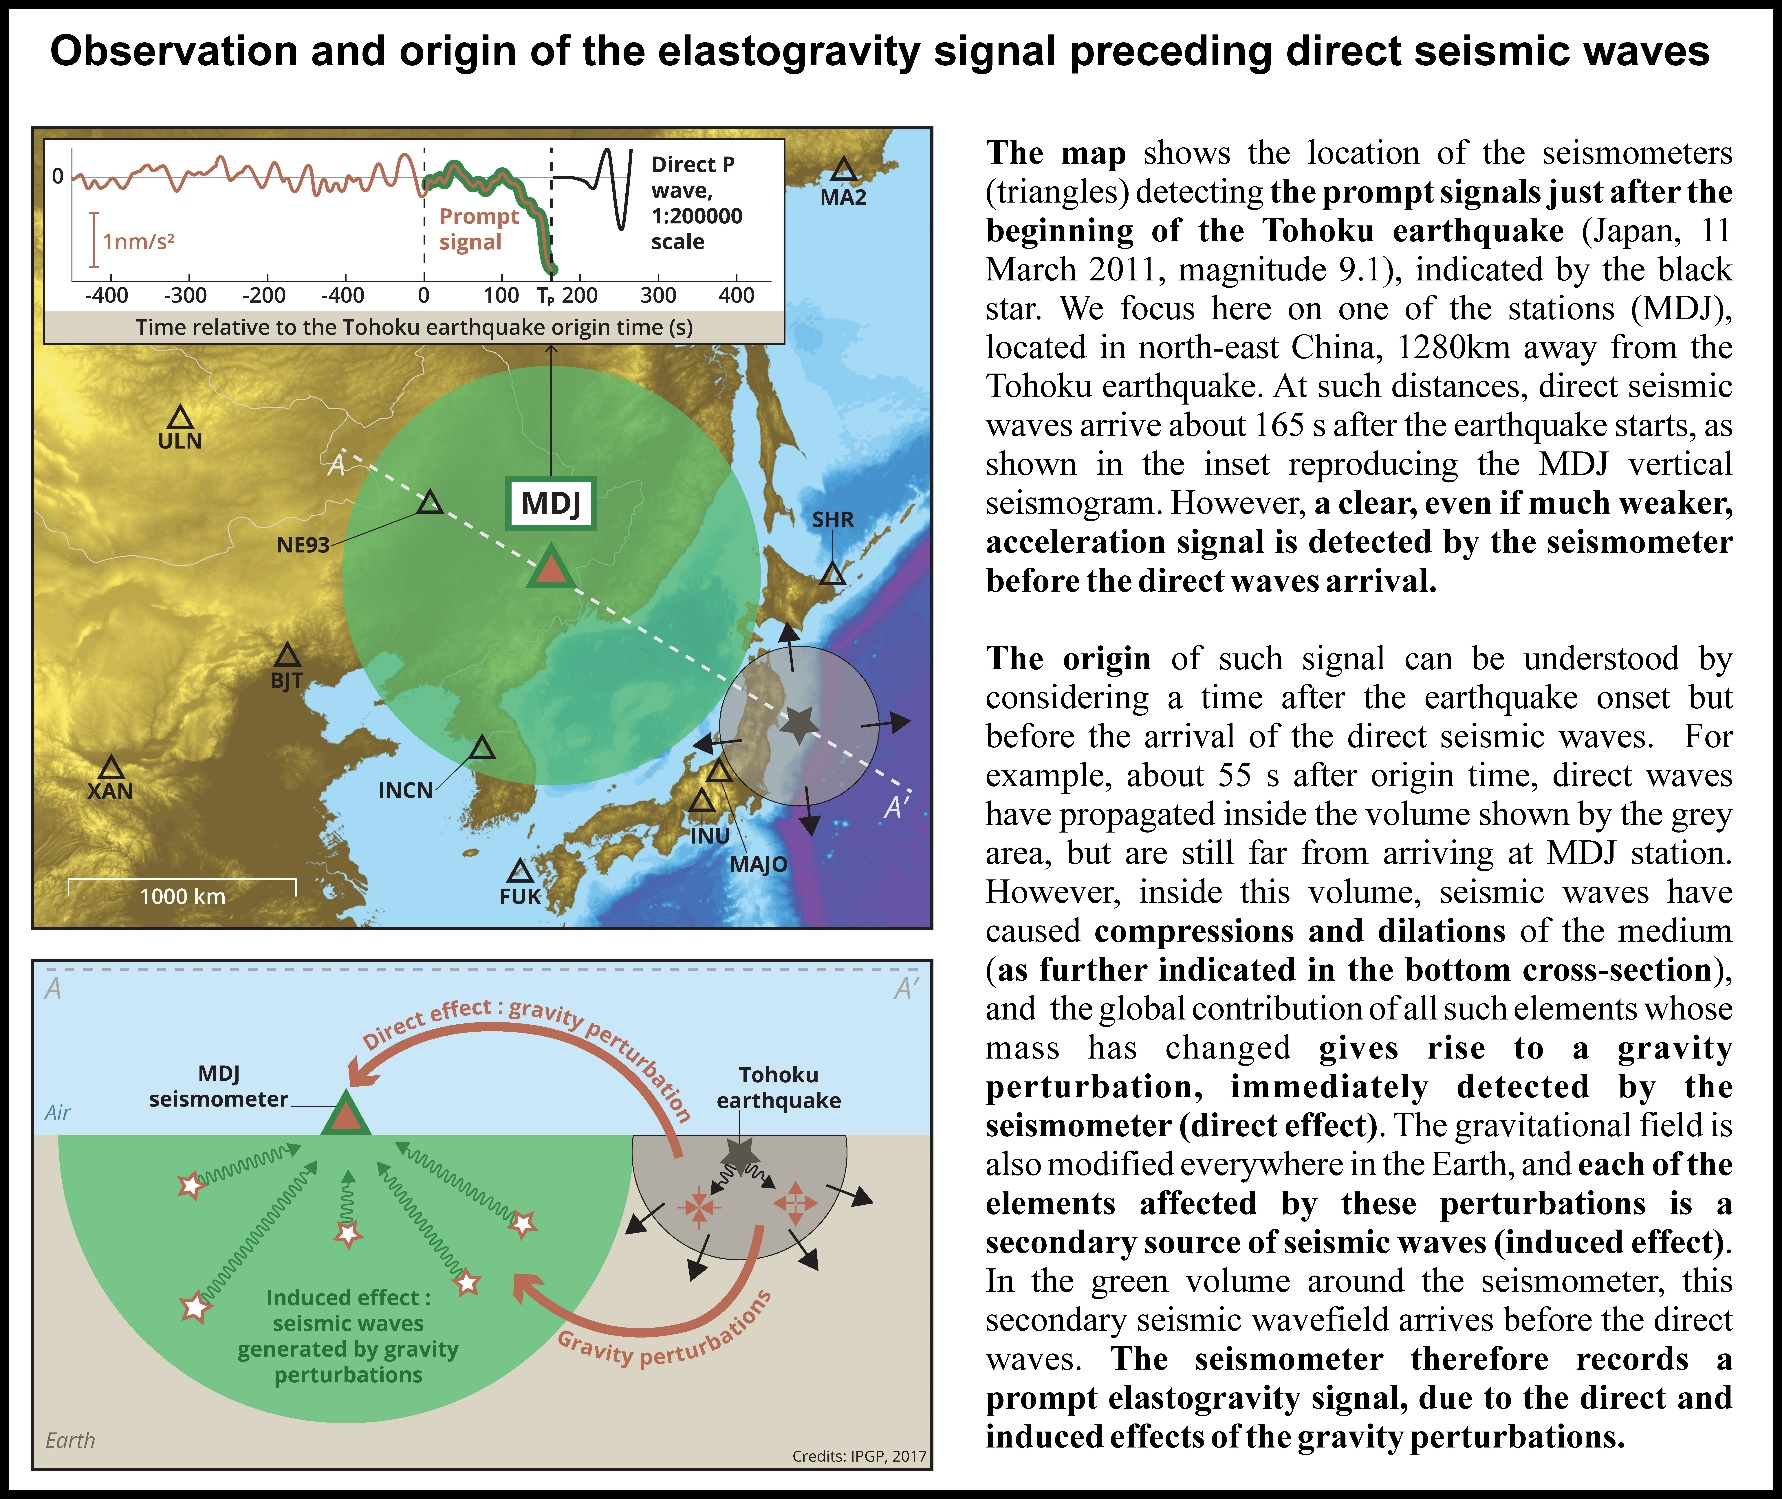 Observation and origin of the elastogravity signal preceding direct seismic waves
0
1nm/s²
Prompt
signal
Direct P
wave,
1:200000
scale
-400 -300 -200 -400 0 100 Tₚ 200 300 400
Time relative to the Tohoku earthquake origin time (s)
MA2
ULN
A
MDJ
NE93
SHR
BJT
INCN
XAN
A’
INU
MAJO
FUK
1000 km
A
A’
Direct effect : gravity perturbation
MDJ
seismometer
Tohoku
earthquake
Air
Induced effect :
seismic waves
generated by gravity
perturbations
Gravity perturbations
Earth
Credits: IPGP, 2017
The map shows the location of the seismometers
(triangles) detecting the prompt signals just after the
beginning of the Tohoku earthquake (Japan, 11
March 2011, magnitude 9.1), indicated by the black
star. We focus here on one of the stations (MDJ),
located in north-east China, 1280km away from the
Tohoku earthquake. At such distances, direct seismic
waves arrive about 165 s after the earthquake starts, as
shown in the inset reproducing the MDJ vertical
seismogram. However, a clear, even if much weaker,
acceleration signal is detected by the seismometer
before the direct waves arrival.
The origin of such signal can be understood by
considering a time after the earthquake onset but
before the arrival of the direct seismic waves. For
example, about 55 s after origin time, direct waves
have propagated inside the volume shown by the grey
area, but are still far from arriving at MDJ station.
However, inside this volume, seismic waves have
caused compressions and dilations of the medium
(as further indicated in the bottom cross-section),
and the global contribution of all such elements whose
mass has changed gives rise to a gravity
perturbation, immediately detected by the
seismometer (direct effect). The gravitational field is
also modified everywhere in the Earth, and each of the
elements affected by these perturbations is a
secondary source of seismic waves (induced effect).
In the green volume around the seismometer, this
secondary seismic wavefield arrives before the direct
waves. The seismometer therefore records a
prompt elastogravity signal, due to the direct and
induced effects of the gravity perturbations.